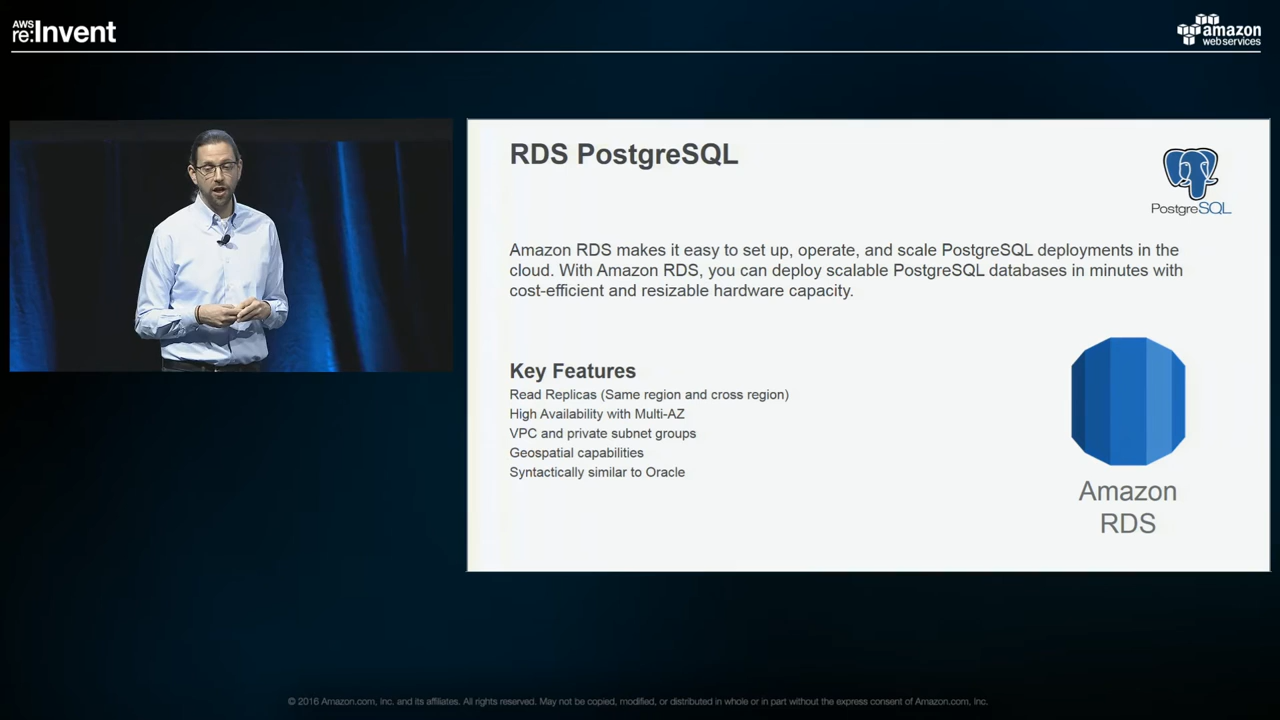 AWS
re:Invent
amazon
web services
RDS PostgreSQL
PostgreSQL
Amazon RDS makes it easy to set up, operate, and scale PostgreSQL deployments in the
cloud. With Amazon RDS, you can deploy scalable PostgreSQL databases in minutes with
cost-efficient and resizable hardware capacity.
Key Features
Read Replicas (Same region and cross region)
High Availability with Multi-AZ
VPC and private subnet groups
Geospatial capabilities
Syntactically similar to Oracle
Amazon
RDS
© 2016 Amazon.com, Inc. and its affiliates. All rights reserved. May not be copied, modified, or distributed in whole or in part without the express consent of Amazon.com, Inc.